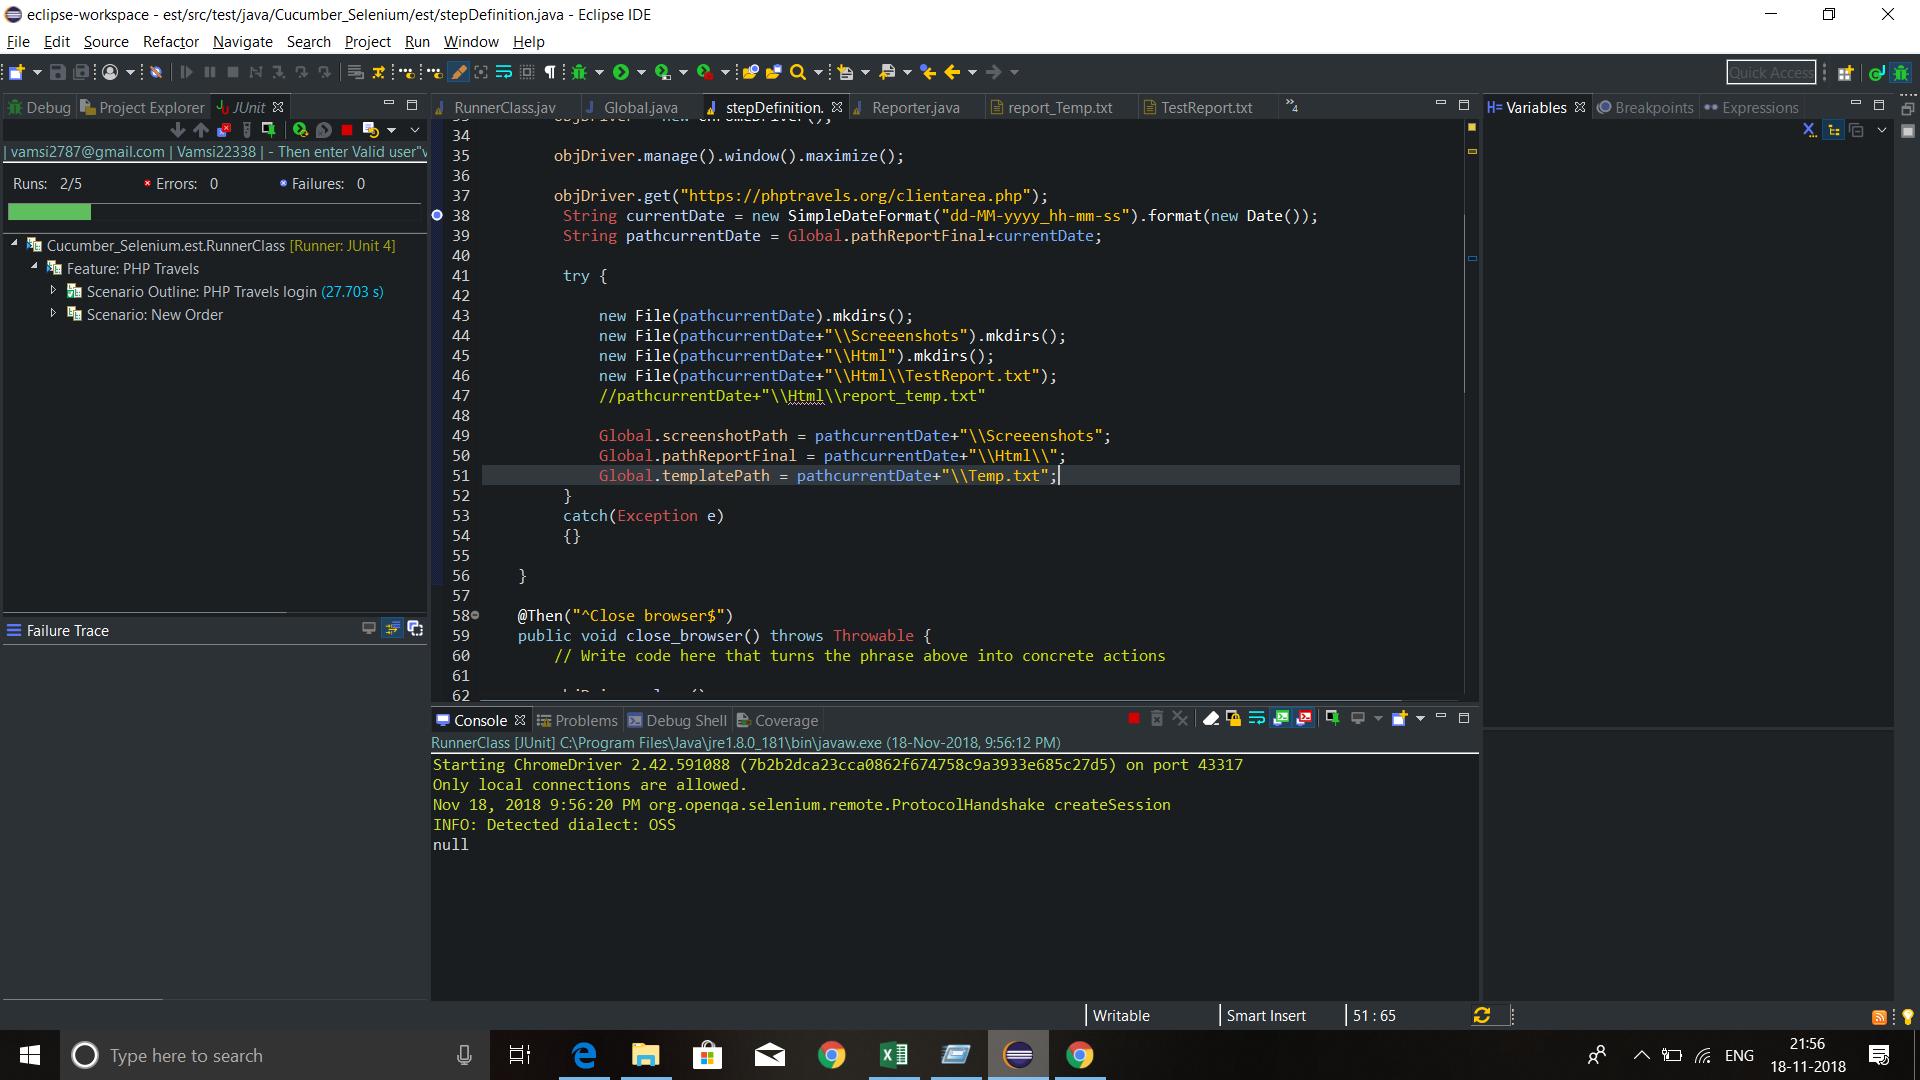 eclipse-workspace - est/src/test/java/Cucumber_Selenium/est/stepDefinition.java - Eclipse IDE
File Edit Source Refactor Navigate Search Project Run Window Help
Quick Access
Debug Project Explorer JUnit
RunnerClass.jav Global.java stepDefinition. Reporter.java report_Temp.txt TestReport.txt »4
Variables Breakpoints Expressions
| vamsi2787@gmail.com | Vamsi22338 | - Then enter Valid user"v
Runs: 2/5 Errors: 0 Failures: 0
Cucumber_Selenium.est.RunnerClass [Runner: JUnit 4]
Feature: PHP Travels
Scenario Outline: PHP Travels login (27.703 s)
Scenario: New Order
Failure Trace
34
35 objDriver.manage().window().maximize();
36
37 objDriver.get("https://phptravels.org/clientarea.php");
38 String currentDate = new SimpleDateFormat("dd-MM-yyyy_hh-mm-ss").format(new Date());
39 String pathcurrentDate = Global.pathReportFinal+currentDate;
40
41 try {
42
43 new File(pathcurrentDate).mkdirs();
44 new File(pathcurrentDate+"\\Screeenshots").mkdirs();
45 new File(pathcurrentDate+"\\Html").mkdirs();
46 new File(pathcurrentDate+"\\Html\\TestReport.txt");
47 //pathcurrentDate+"\\Html\\report_temp.txt"
48
49 Global.screenshotPath = pathcurrentDate+"\\Screeenshots";
50 Global.pathReportFinal = pathcurrentDate+"\\Html\\";
51 Global.templatePath = pathcurrentDate+"\\Temp.txt";
52 }
53 catch(Exception e)
54 {}
55
56 }
57
58 @Then("^Close browser$")
59 public void close_browser() throws Throwable {
60 // Write code here that turns the phrase above into concrete actions
61
62
Console Problems Debug Shell Coverage
RunnerClass [JUnit] C:\Program Files\Java\jre1.8.0_181\bin\javaw.exe (18-Nov-2018, 9:56:12 PM)
Starting ChromeDriver 2.42.591088 (7b2b2dca23cca0862f674758c9a3933e685c27d5) on port 43317
Only local connections are allowed.
Nov 18, 2018 9:56:20 PM org.openqa.selenium.remote.ProtocolHandshake createSession
INFO: Detected dialect: OSS
null
Writable Smart Insert 51 : 65
Type here to search
ENG
21:56
18-11-2018